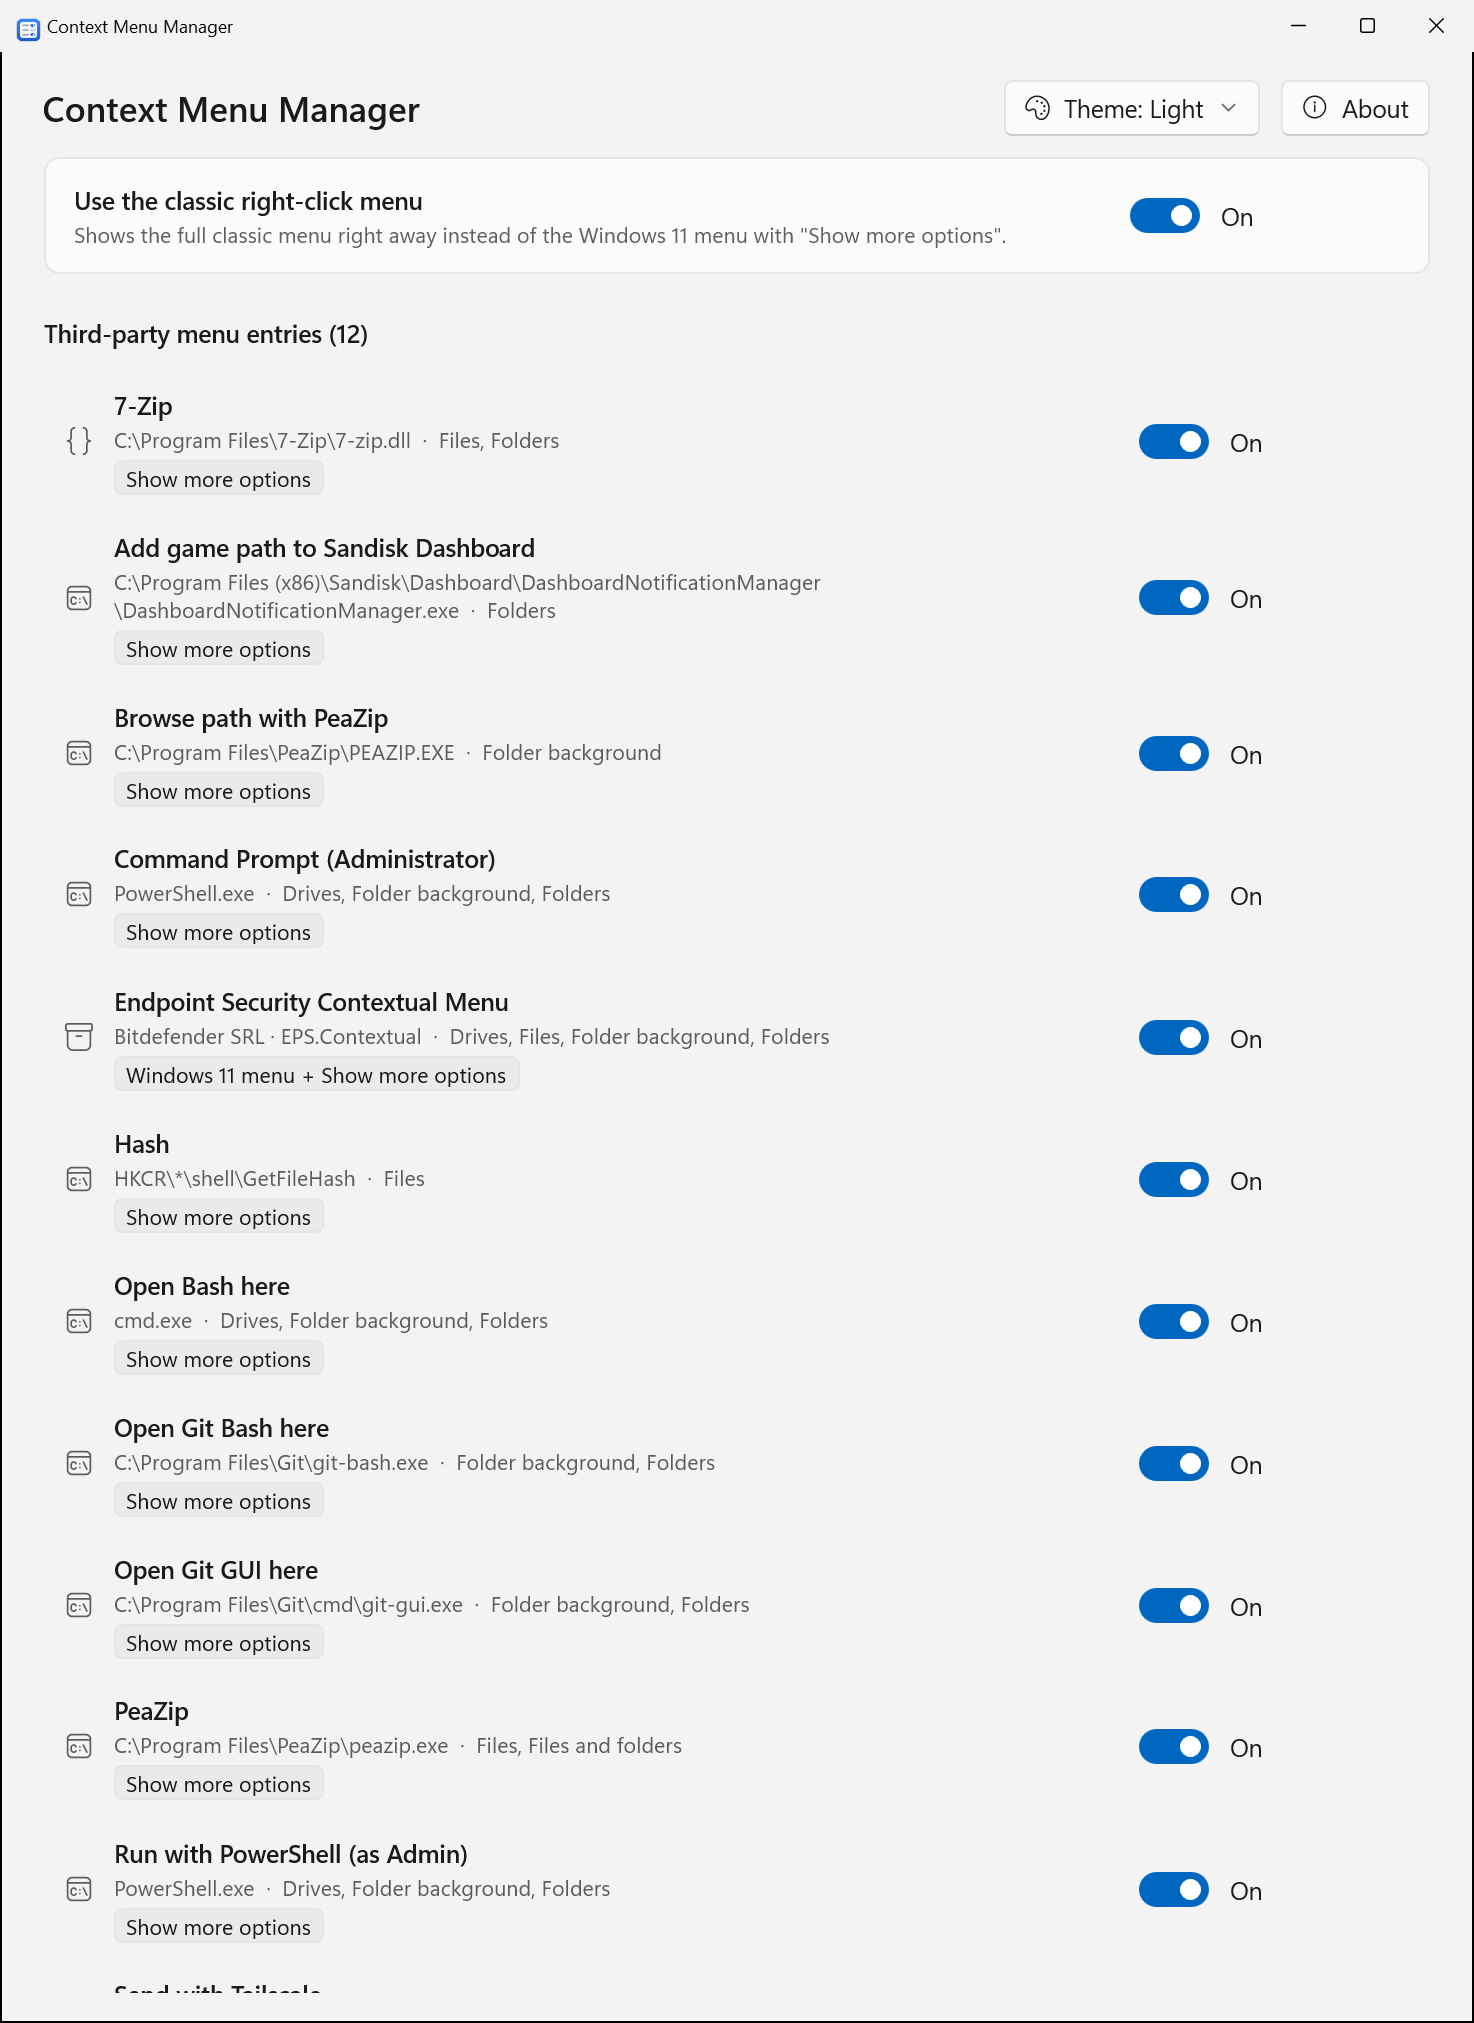 Context Menu Manager
Context Menu Manager
Theme: Light
About
Use the classic right-click menu
Shows the full classic menu right away instead of the Windows 11 menu with "Show more options".
On
Third-party menu entries (12)
7-Zip
C:\Program Files\7-Zip\7-zip.dll · Files, Folders
Show more options
On
Add game path to Sandisk Dashboard
C:\Program Files (x86)\Sandisk\Dashboard\DashboardNotificationManager
\DashboardNotificationManager.exe · Folders
Show more options
On
Browse path with PeaZip
C:\Program Files\PeaZip\PEAZIP.EXE · Folder background
Show more options
On
Command Prompt (Administrator)
PowerShell.exe · Drives, Folder background, Folders
Show more options
On
Endpoint Security Contextual Menu
Bitdefender SRL · EPS.Contextual · Drives, Files, Folder background, Folders
Windows 11 menu + Show more options
On
Hash
HKCR\*\shell\GetFileHash · Files
Show more options
On
Open Bash here
cmd.exe · Drives, Folder background, Folders
Show more options
On
Open Git Bash here
C:\Program Files\Git\git-bash.exe · Folder background, Folders
Show more options
On
Open Git GUI here
C:\Program Files\Git\cmd\git-gui.exe · Folder background, Folders
Show more options
On
PeaZip
C:\Program Files\PeaZip\peazip.exe · Files, Files and folders
Show more options
On
Run with PowerShell (as Admin)
PowerShell.exe · Drives, Folder background, Folders
Show more options
On
Send with Tailscale